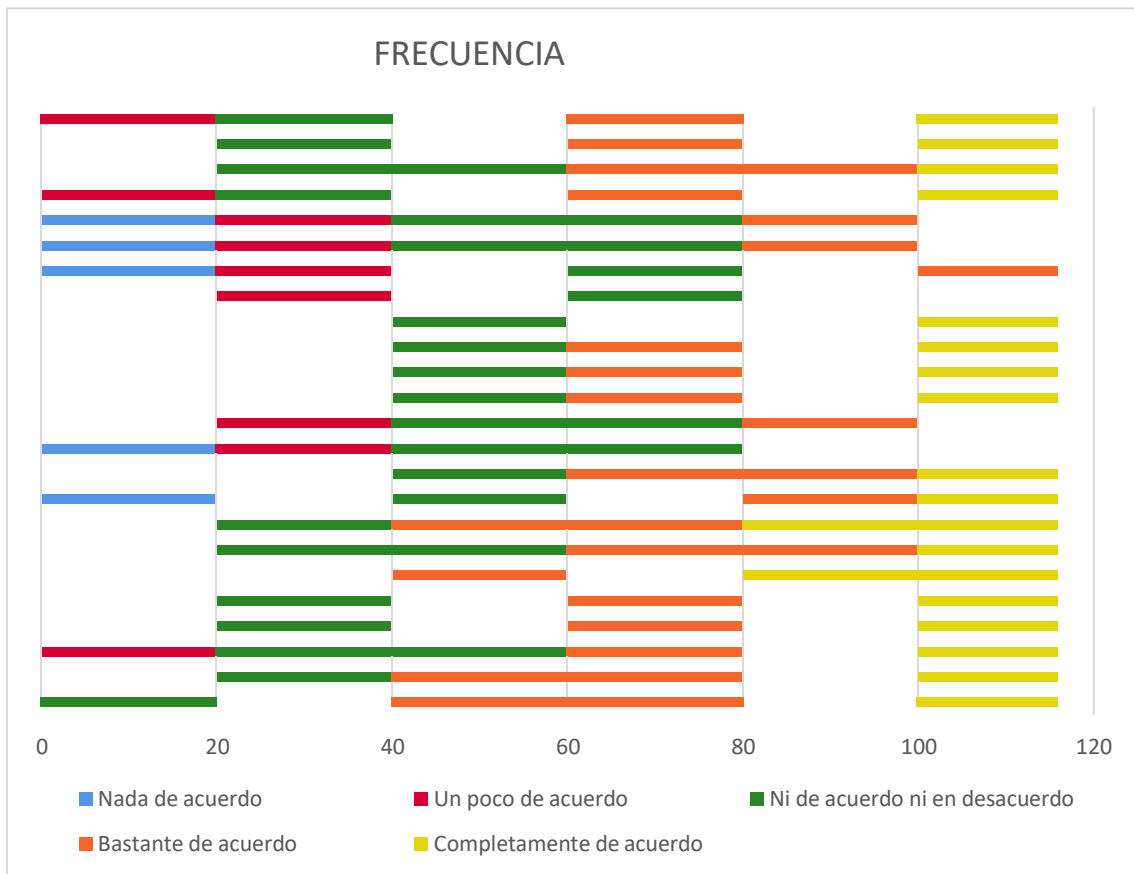 FRECUENCIA
0 20 40 60 80 100 120
Nada de acuerdo Un poco de acuerdo Ni de acuerdo ni en desacuerdo
Bastante de acuerdo Completamente de acuerdo